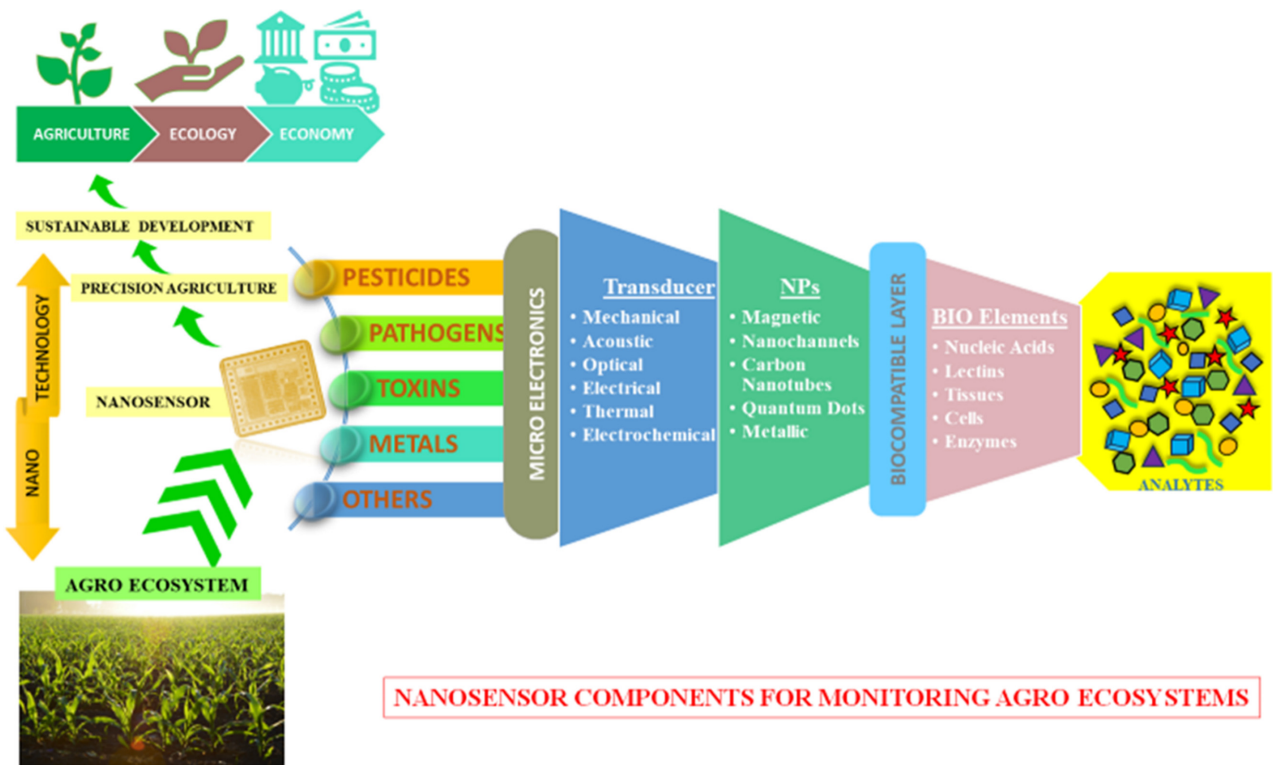 AGRICULTURE
ECOLOGY
ECONOMY
SUSTAINABLE DEVELOPMENT
PRECISION AGRICULTURE
NANOSENSOR
NANO
TECHNOLOGY
AGRO ECOSYSTEM
PESTICIDES
PATHOGENS
TOXINS
METALS
OTHERS
MICRO ELECTRONICS
Transducer
• Mechanical
• Acoustic
• Optical
• Electrical
• Thermal
• Electrochemical
NPs
• Magnetic
• Nanochannels
• Carbon
Nanotubes
• Quantum Dots
• Metallic
BIOCOMPATIBLE LAYER
BIO Elements
• Nucleic Acids
• Lectins
• Tissues
• Cells
• Enzymes
ANALYTES
NANOSENSOR COMPONENTS FOR MONITORING AGRO ECOSYSTEMS